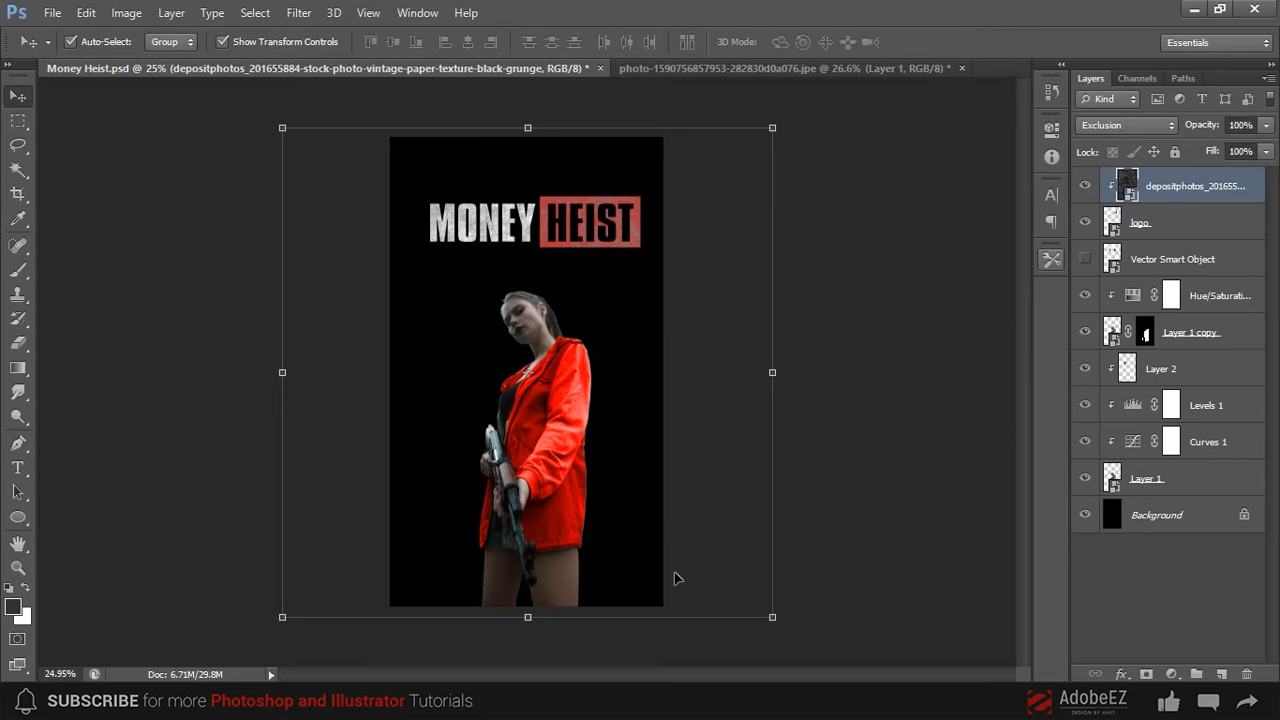 Ps File Edit Image Layer Type Select Filter 3D View Window Help
Auto-Select: Group Show Transform Controls 3D Mode: Essentials
Money Heist.psd @ 25% (depositphotos_201655884-stock-photo-vintage-paper-texture-black-grunge, RGB/8) * × photo-1590756857953-282830d0a076.jpe @ 26.6% (Layer 1, RGB/8) * ×
Layers Channels Paths
Kind
Exclusion Opacity: 100%
Lock: Fill: 100%
depositphotos_201655...
logo
Vector Smart Object
Hue/Saturati...
Layer 1 copy
Layer 2
Levels 1
Curves 1
Layer 1
Background
MONEY HEIST
24.95% Doc: 6.71M/29.8M
SUBSCRIBE for more Photoshop and Illustrator Tutorials
AdobeEZ
DESIGN BY AMIT